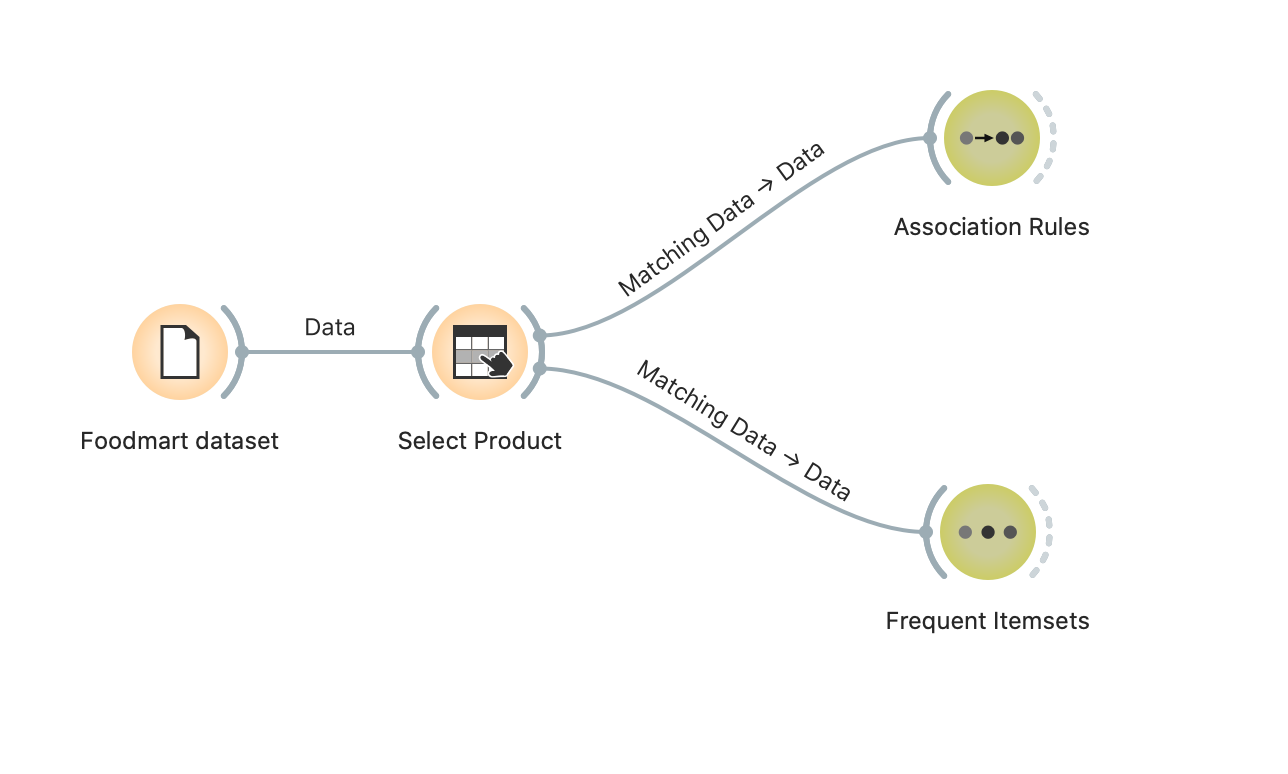 Matching Data → Data
Association Rules
Data
Foodmart dataset
Select Product
Matching Data → Data
Frequent Itemsets